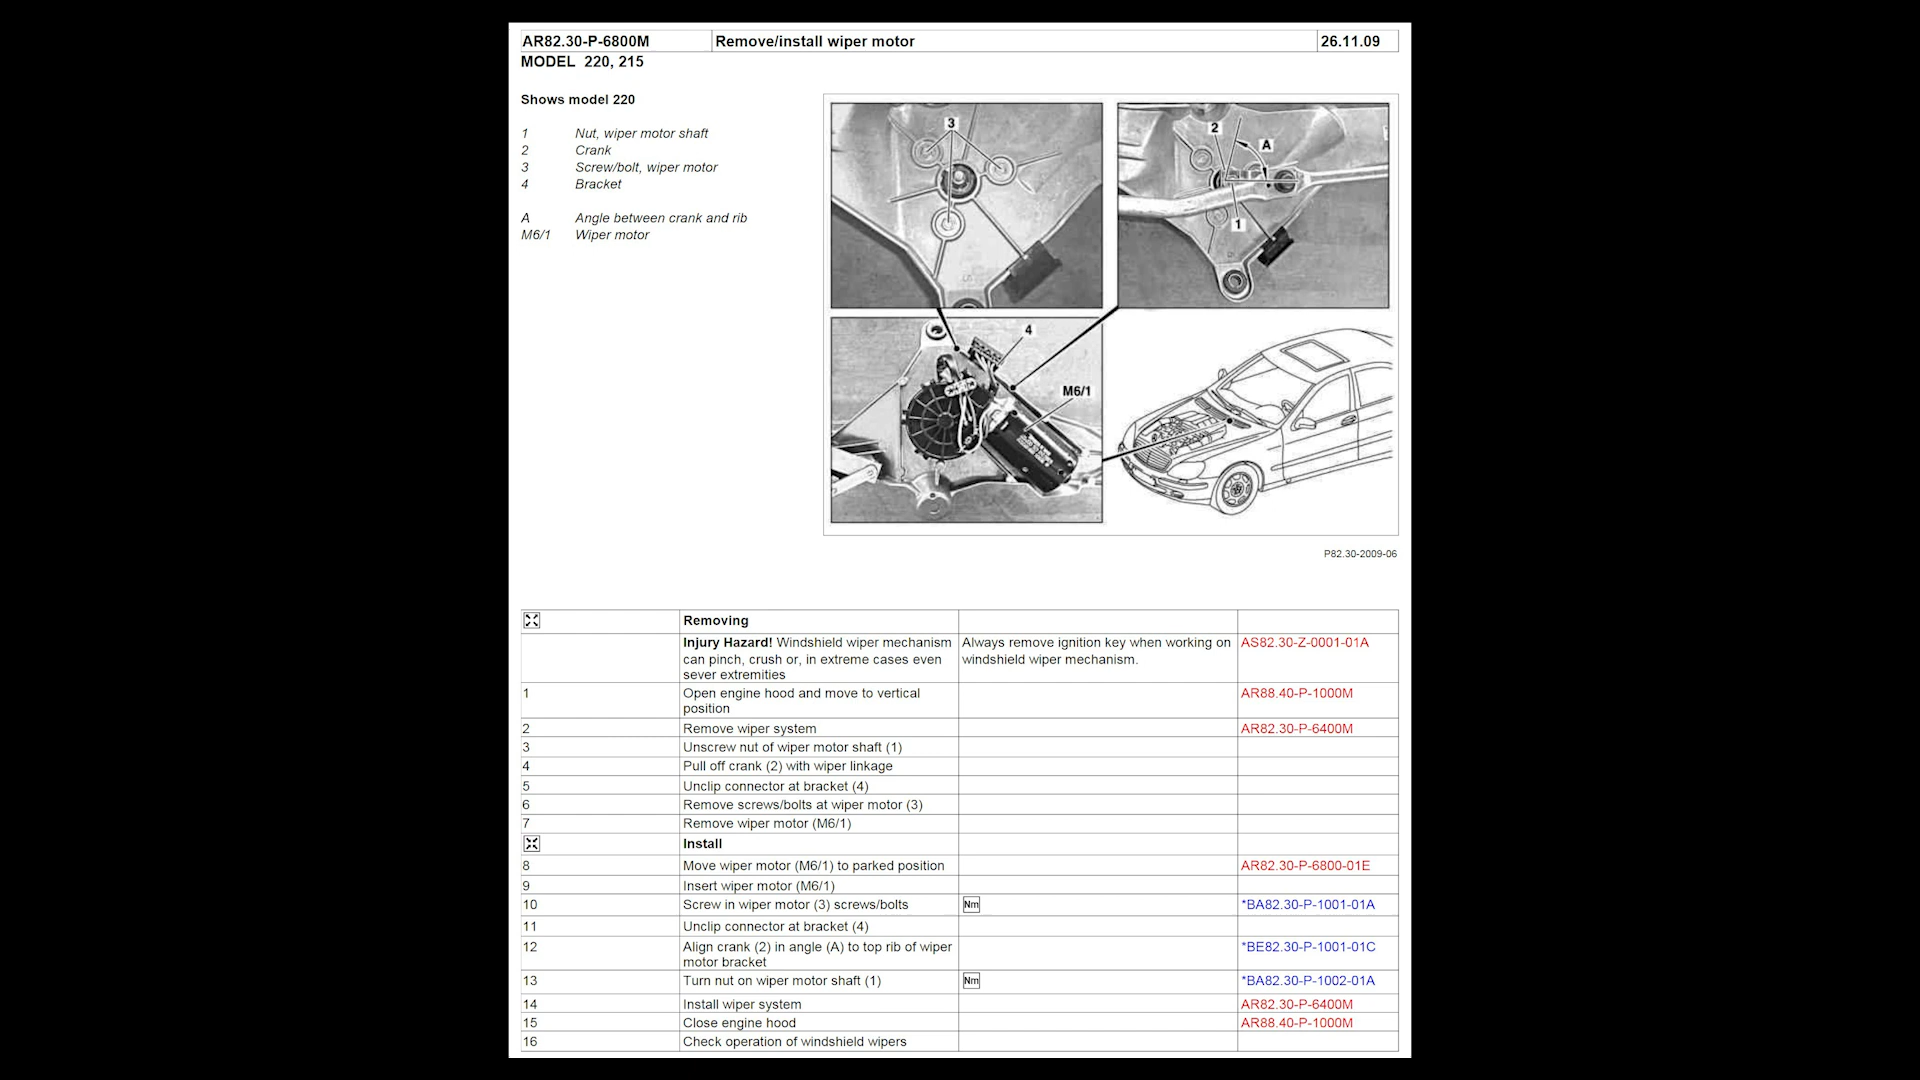 AR82.30-P-6800M Remove/install wiper motor 26.11.09
MODEL 220, 215
Shows model 220
1 Nut, wiper motor shaft
2 Crank
3 Screw/bolt, wiper motor
4 Bracket
A Angle between crank and rib
M6/1 Wiper motor
3
2
A
1
4
M6/1
P82.30-2009-06
Removing
Injury Hazard! Windshield wiper mechanism
can pinch, crush or, in extreme cases even
sever extremities
Always remove ignition key when working on
windshield wiper mechanism.
AS82.30-Z-0001-01A
1 Open engine hood and move to vertical
position
AR88.40-P-1000M
2 Remove wiper system AR82.30-P-6400M
3 Unscrew nut of wiper motor shaft (1)
4 Pull off crank (2) with wiper linkage
5 Unclip connector at bracket (4)
6 Remove screws/bolts at wiper motor (3)
7 Remove wiper motor (M6/1)
Install
8 Move wiper motor (M6/1) to parked position AR82.30-P-6800-01E
9 Insert wiper motor (M6/1)
10 Screw in wiper motor (3) screws/bolts Nm *BA82.30-P-1001-01A
11 Unclip connector at bracket (4)
12 Align crank (2) in angle (A) to top rib of wiper
motor bracket
*BE82.30-P-1001-01C
13 Turn nut on wiper motor shaft (1) Nm *BA82.30-P-1002-01A
14 Install wiper system AR82.30-P-6400M
15 Close engine hood AR88.40-P-1000M
16 Check operation of windshield wipers